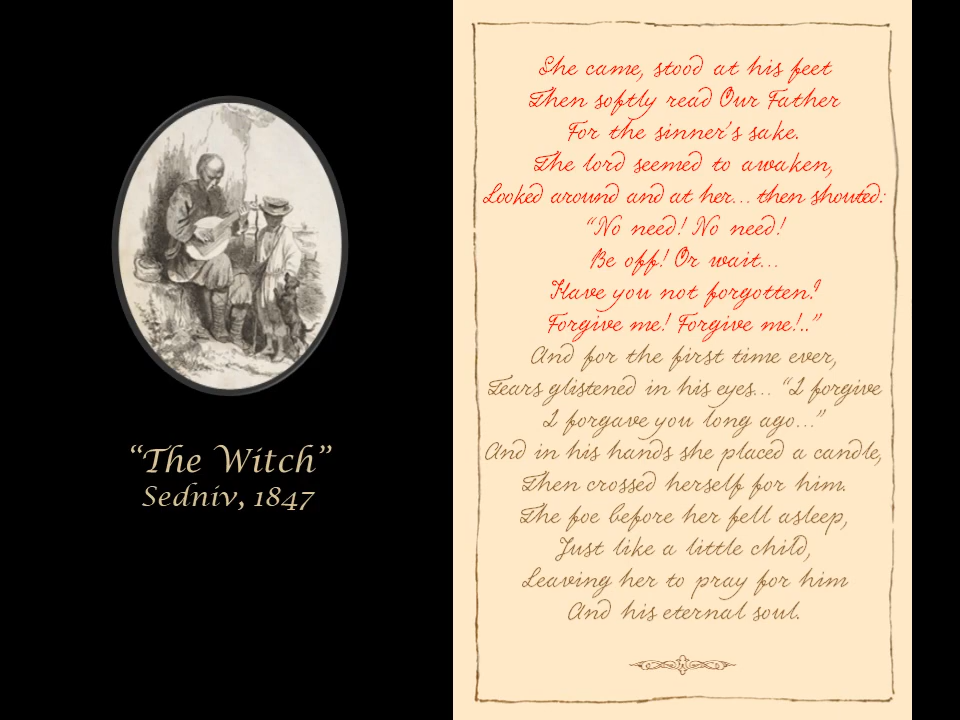 “The Witch”
Sedniv, 1847
She came, stood at his feet
Then softly read Our Father
For the sinner’s sake.
The lord seemed to awaken,
Looked around and at her... then shouted:
“No need! No need!
Be off! Or wait...
Have you not forgotten?
Forgive me! Forgive me!..”
And for the first time ever,
Tears glistened in his eyes... “I forgive
I forgave you long ago...”
And in his hands she placed a candle,
Then crossed herself for him.
The foe before her fell asleep,
Just like a little child,
Leaving her to pray for him
And his eternal soul.